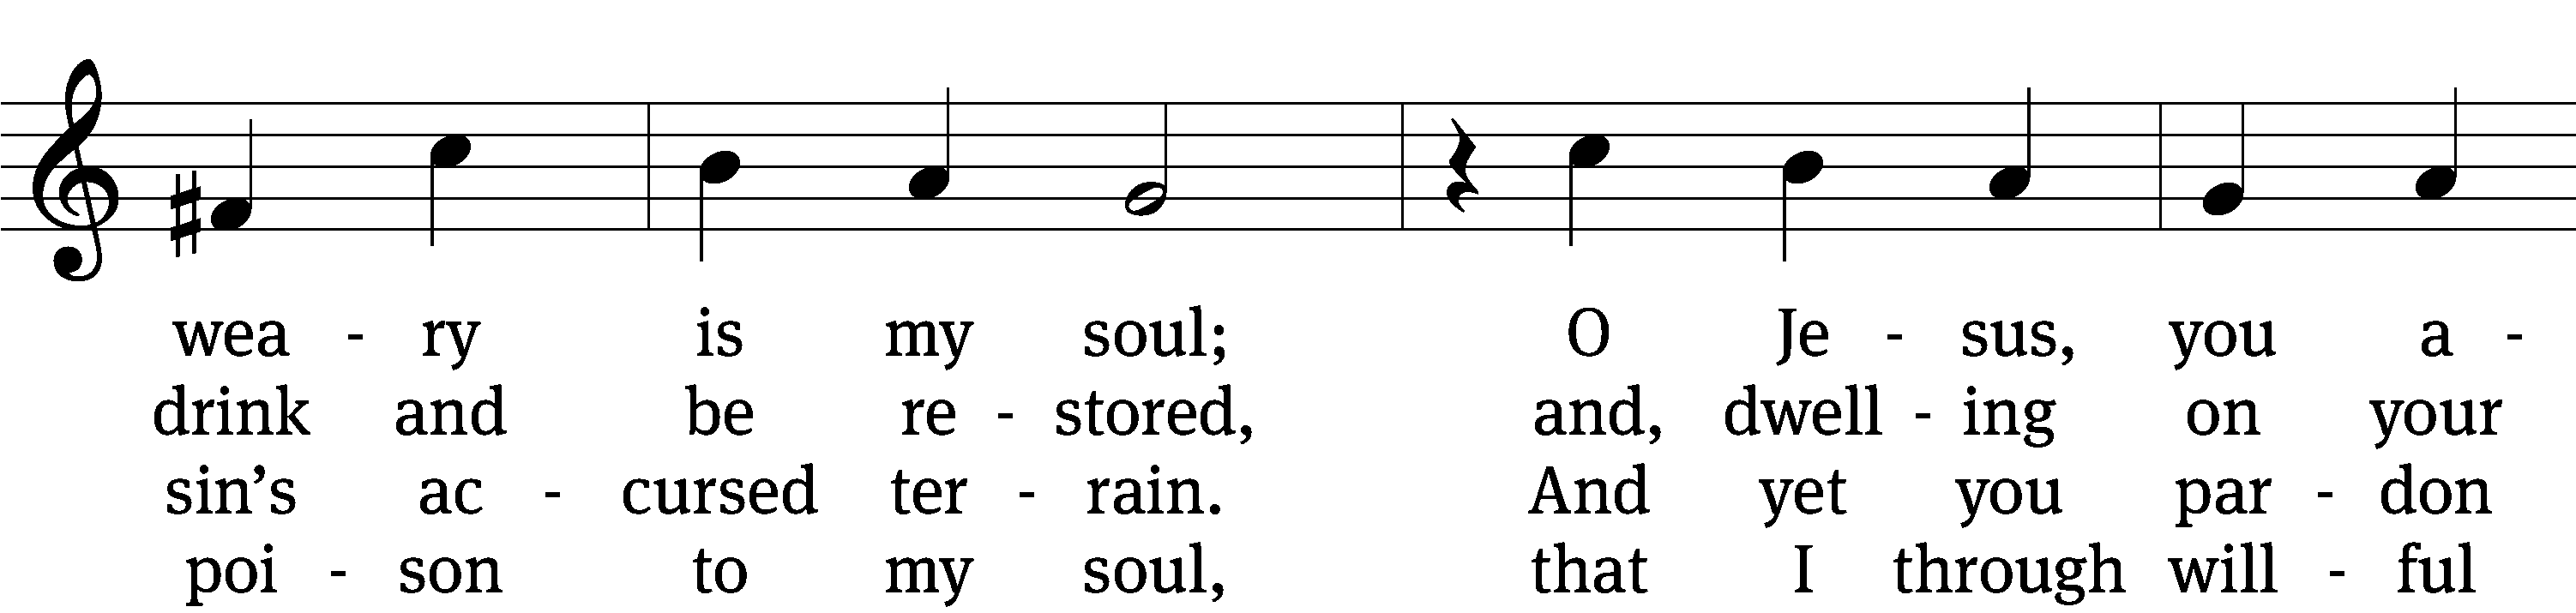 wea - ry is my soul; O Je - sus, you a -
drink and be re - stored, and, dwell - ing on your
sin’s ac - cursed ter - rain. And yet you par - don
poi - son to my soul, that I through will - ful